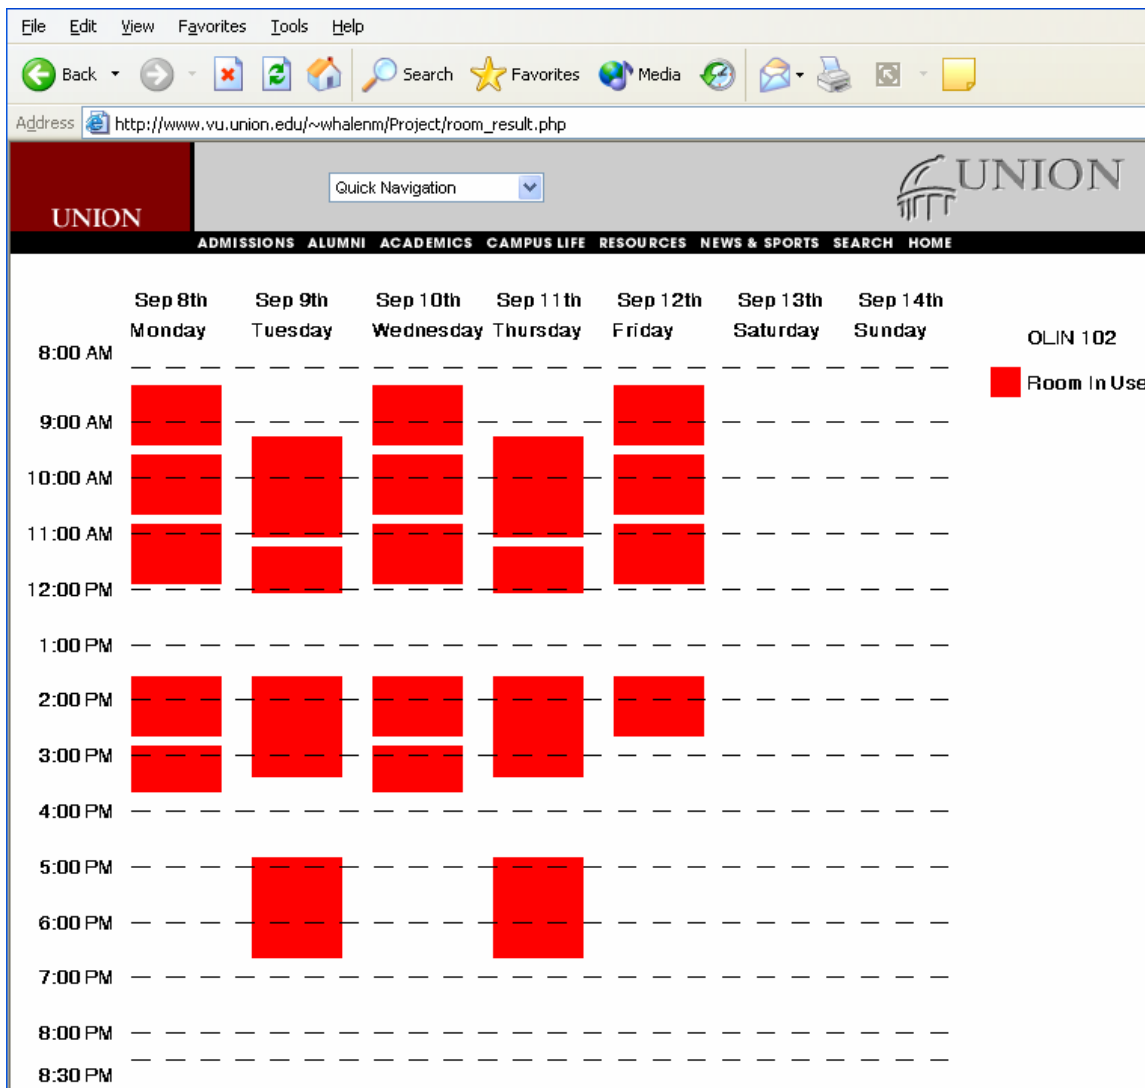 File Edit View Favorites Tools Help
Back Search Favorites Media
Address http://www.vu.union.edu/~whalenm/Project/room_result.php
Quick Navigation
UNION
UNION
ADMISSIONS ALUMNI ACADEMICS CAMPUS LIFE RESOURCES NEWS & SPORTS SEARCH HOME
Sep 8th Sep 9th Sep 10th Sep 11th Sep 12th Sep 13th Sep 14th
Monday Tuesday Wednesday Thursday Friday Saturday Sunday
OLIN 102
8:00 AM
Room In Use
9:00 AM
10:00 AM
11:00 AM
12:00 PM
1:00 PM
2:00 PM
3:00 PM
4:00 PM
5:00 PM
6:00 PM
7:00 PM
8:00 PM
8:30 PM